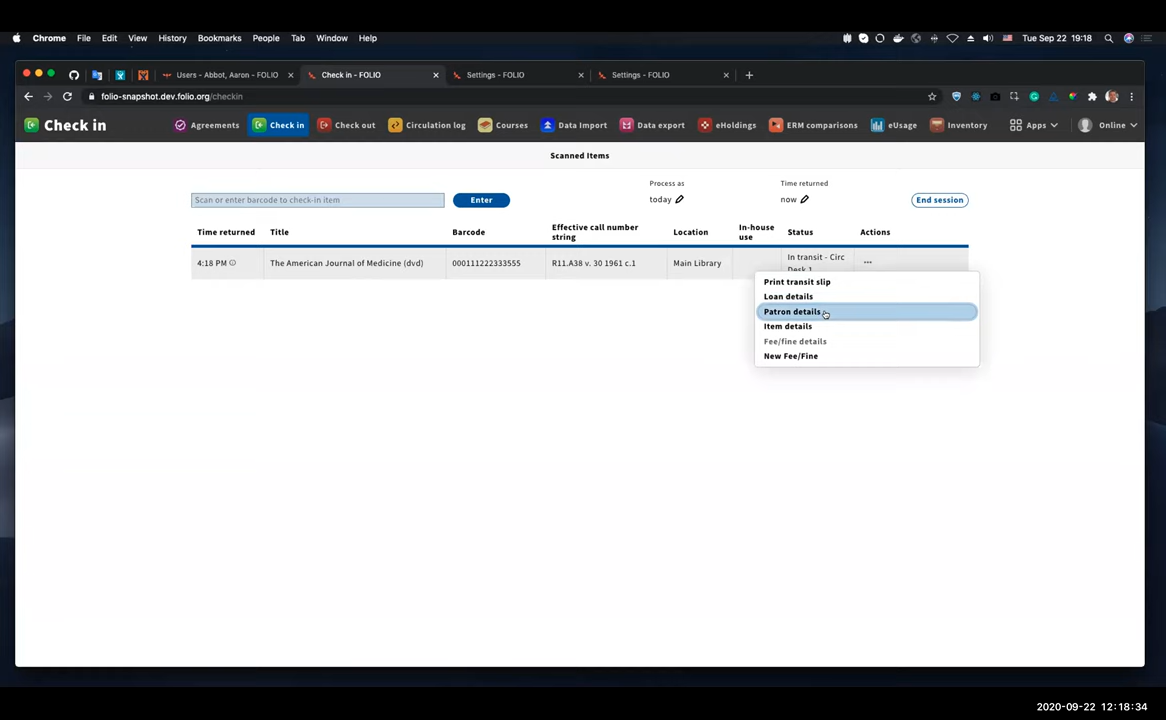 Chrome File Edit View History Bookmarks People Tab Window Help Tue Sep 22 19:18
Users - Abbot, Aaron - FOLIO Check in - FOLIO Settings - FOLIO Settings - FOLIO
folio-snapshot.dev.folio.org/checkin
Check in Agreements Check in Check out Circulation log Courses Data Import Data export eHoldings ERM comparisons eUsage Inventory Apps Online
Scanned Items
Process as Time returned
Scan or enter barcode to check-in item Enter today now End session
Time returned Title Barcode Effective call number string Location In-house use Status Actions
4:18 PM The American Journal of Medicine (dvd) 000111222333555 R11.A38 v. 30 1961 c.1 Main Library In transit - Circ Desk 1 •••
Print transit slip
Loan details
Patron details
Item details
Fee/fine details
New Fee/Fine
2020-09-22 12:18:34